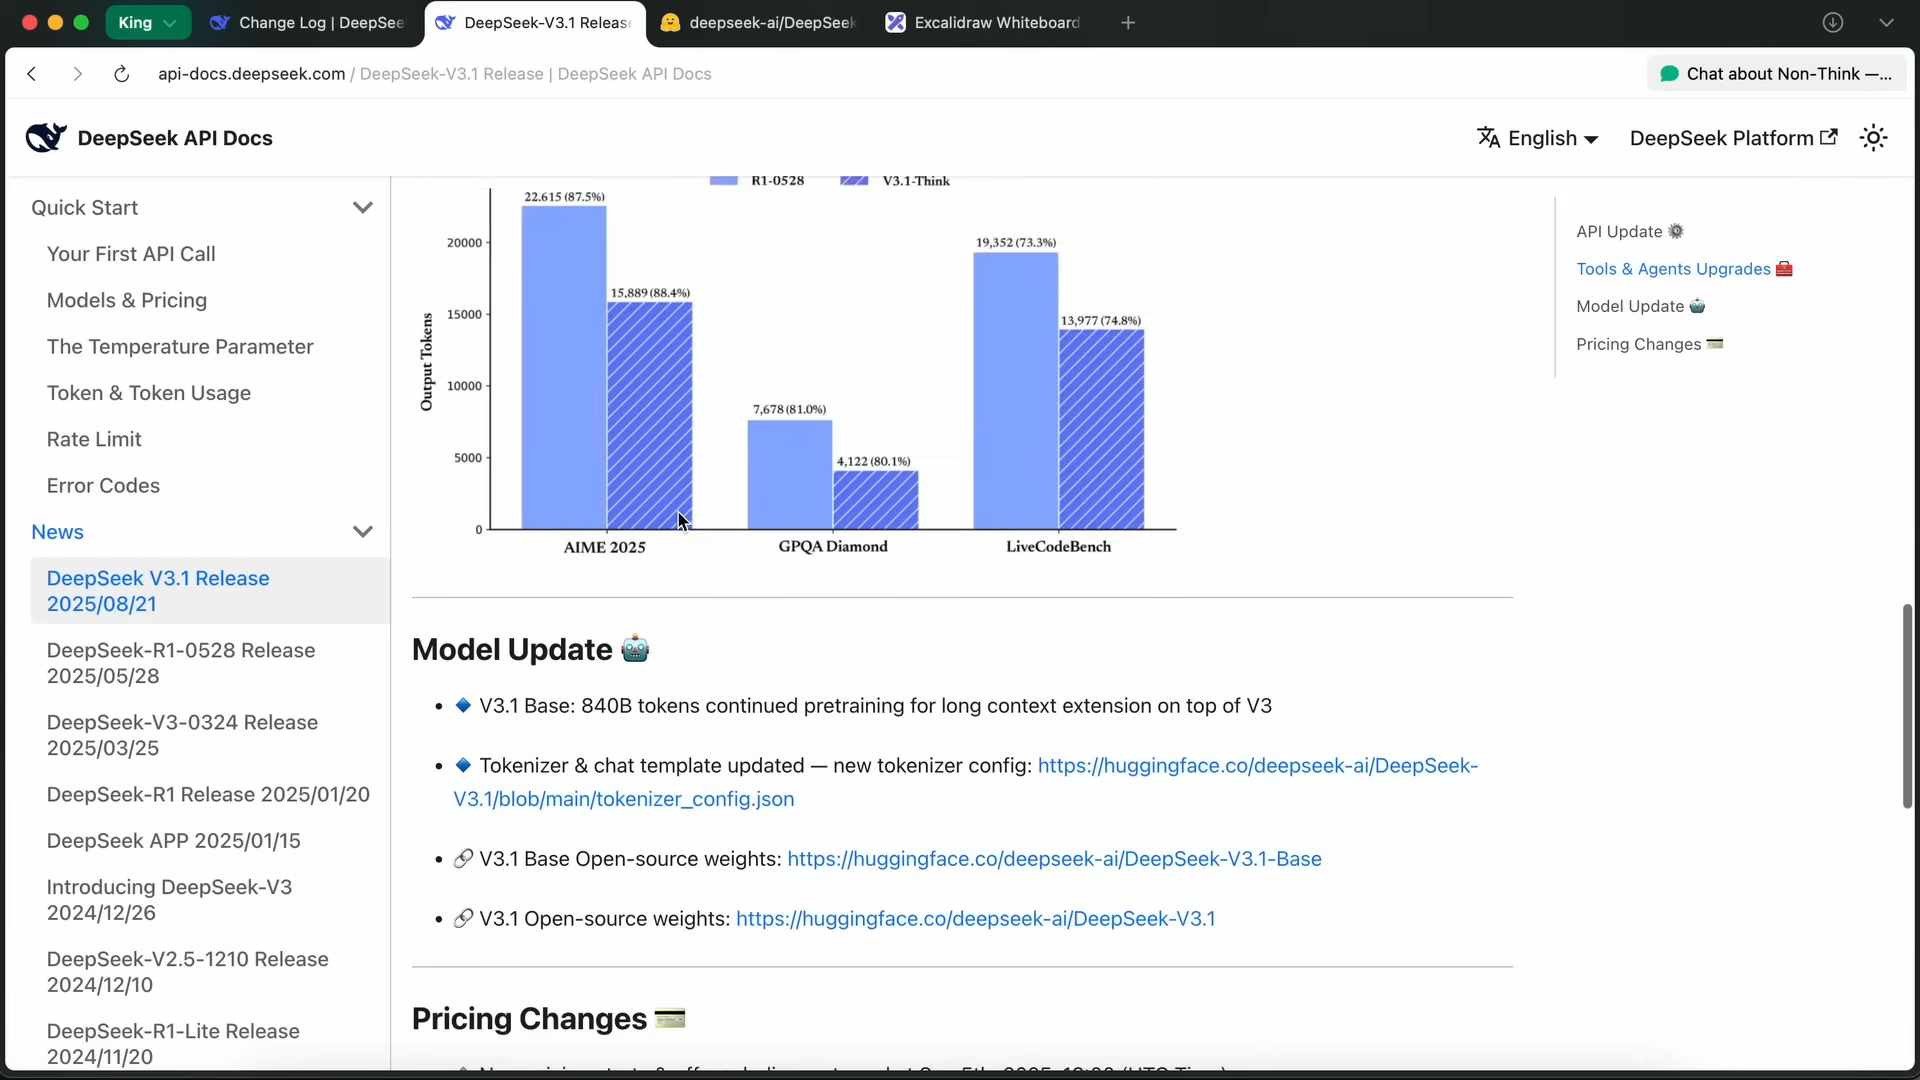 King
Change Log | DeepSee
DeepSeek-V3.1 Releas
deepseek-ai/DeepSeek
Excalidraw Whiteboard
api-docs.deepseek.com / DeepSeek-V3.1 Release | DeepSeek API Docs
Chat about Non-Think —...
DeepSeek API Docs
English
DeepSeek Platform
Quick Start
Your First API Call
Models & Pricing
The Temperature Parameter
Token & Token Usage
Rate Limit
Error Codes
News
DeepSeek V3.1 Release
2025/08/21
DeepSeek-R1-0528 Release
2025/05/28
DeepSeek-V3-0324 Release
2025/03/25
DeepSeek-R1 Release 2025/01/20
DeepSeek APP 2025/01/15
Introducing DeepSeek-V3
2024/12/26
DeepSeek-V2.5-1210 Release
2024/12/10
DeepSeek-R1-Lite Release
2024/11/20
R1-0528 V3.1-Think
22.615 (87.5%)
20000
19,352 (73.3%)
15,889 (88.4%)
15000
13,977 (74.8%)
Output Tokens
10000
7,678 (81.0%)
5000
4,122 (80.1%)
0
AIME 2025 GPQA Diamond LiveCodeBench
Model Update 🤖
• 🔹 V3.1 Base: 840B tokens continued pretraining for long context extension on top of V3
• 🔹 Tokenizer & chat template updated — new tokenizer config: https://huggingface.co/deepseek-ai/DeepSeek-
V3.1/blob/main/tokenizer_config.json
• 🔗 V3.1 Base Open-source weights: https://huggingface.co/deepseek-ai/DeepSeek-V3.1-Base
• 🔗 V3.1 Open-source weights: https://huggingface.co/deepseek-ai/DeepSeek-V3.1
Pricing Changes 💳
API Update ⚙️
Tools & Agents Upgrades 🧰
Model Update 🤖
Pricing Changes 💳